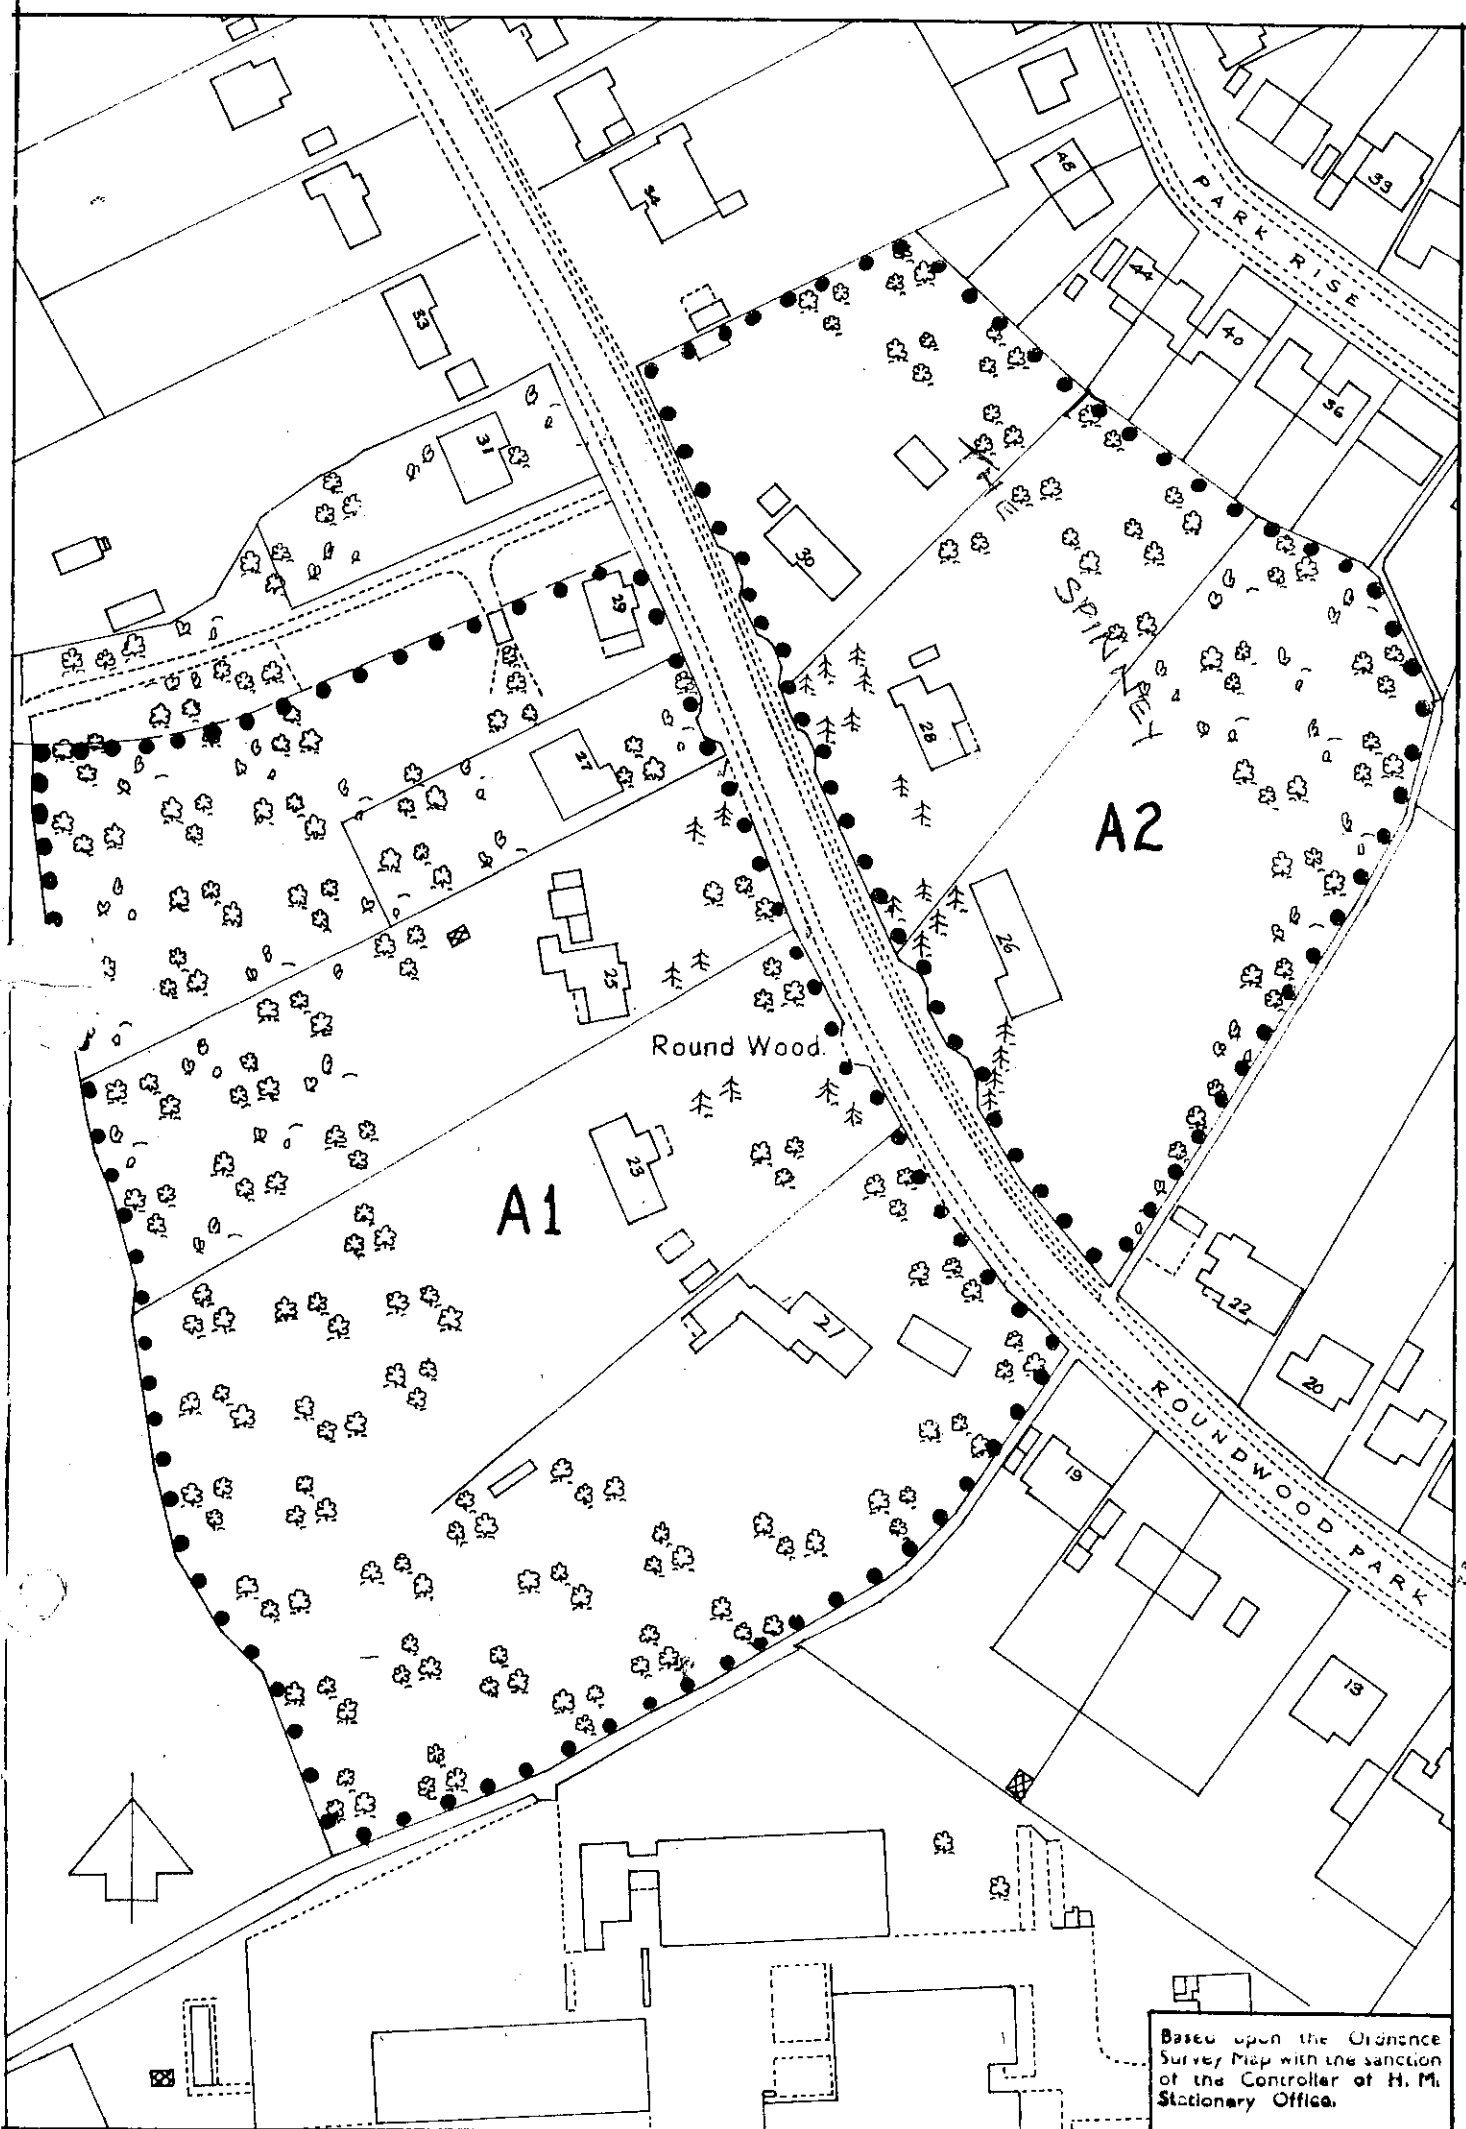 54
48
33
PARK RISE
44
40
36
53
31
30
THE
SPINNEY
29
28
27
A2
26
25
Round Wood.
23
A1
21
22
20
ROUNDWOOD PARK
19
13
Based upon the Ordnance
Survey Map with the sanction
of the Controller of H. M.
Stationery Office.